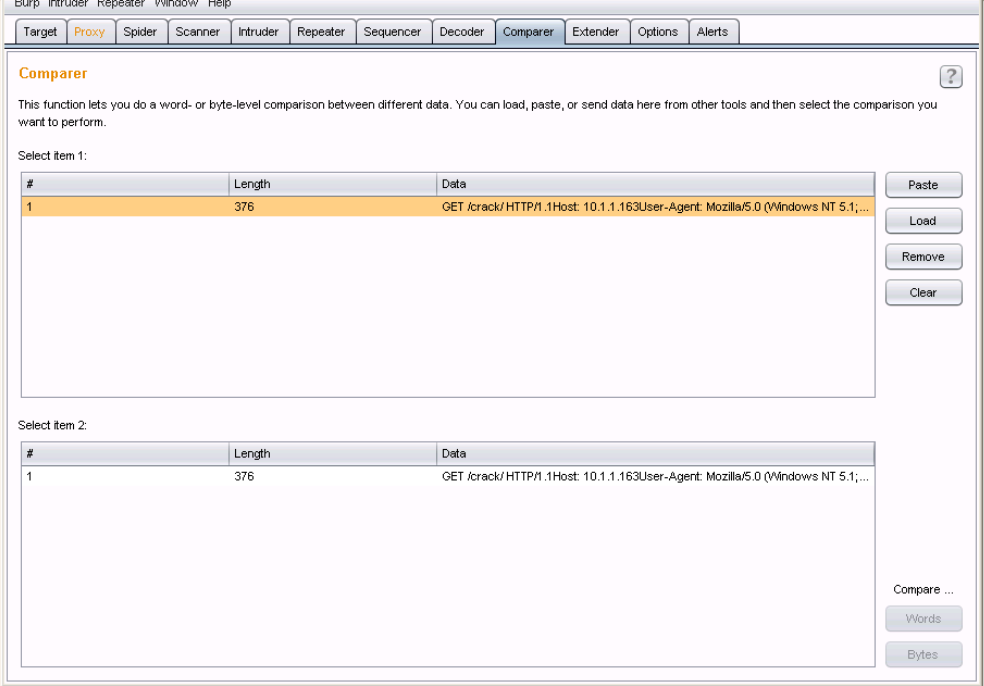 Burp Intruder Repeater Window Help
Target Proxy Spider Scanner Intruder Repeater Sequencer Decoder Comparer Extender Options Alerts
Comparer
?
This function lets you do a word- or byte-level comparison between different data. You can load, paste, or send data here from other tools and then select the comparison you
want to perform.
Select item 1:
# Length Data
1 376 GET /crack/ HTTP/1.1Host: 10.1.1.163User-Agent: Mozilla/5.0 (Windows NT 5.1;...
Paste
Load
Remove
Clear
Select item 2:
# Length Data
1 376 GET /crack/ HTTP/1.1Host: 10.1.1.163User-Agent: Mozilla/5.0 (Windows NT 5.1;...
Compare ...
Words
Bytes